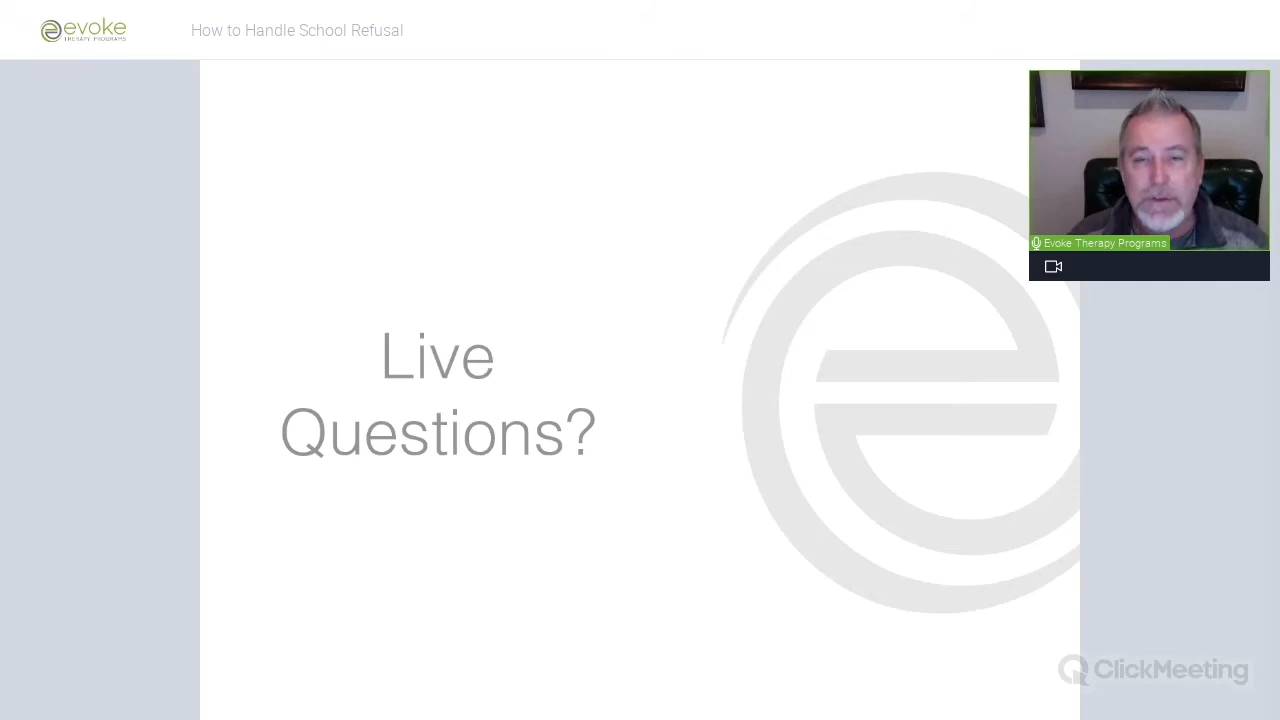 evoke
THERAPY PROGRAMS
How to Handle School Refusal
Evoke Therapy Programs
Live
Questions?
ClickMeeting